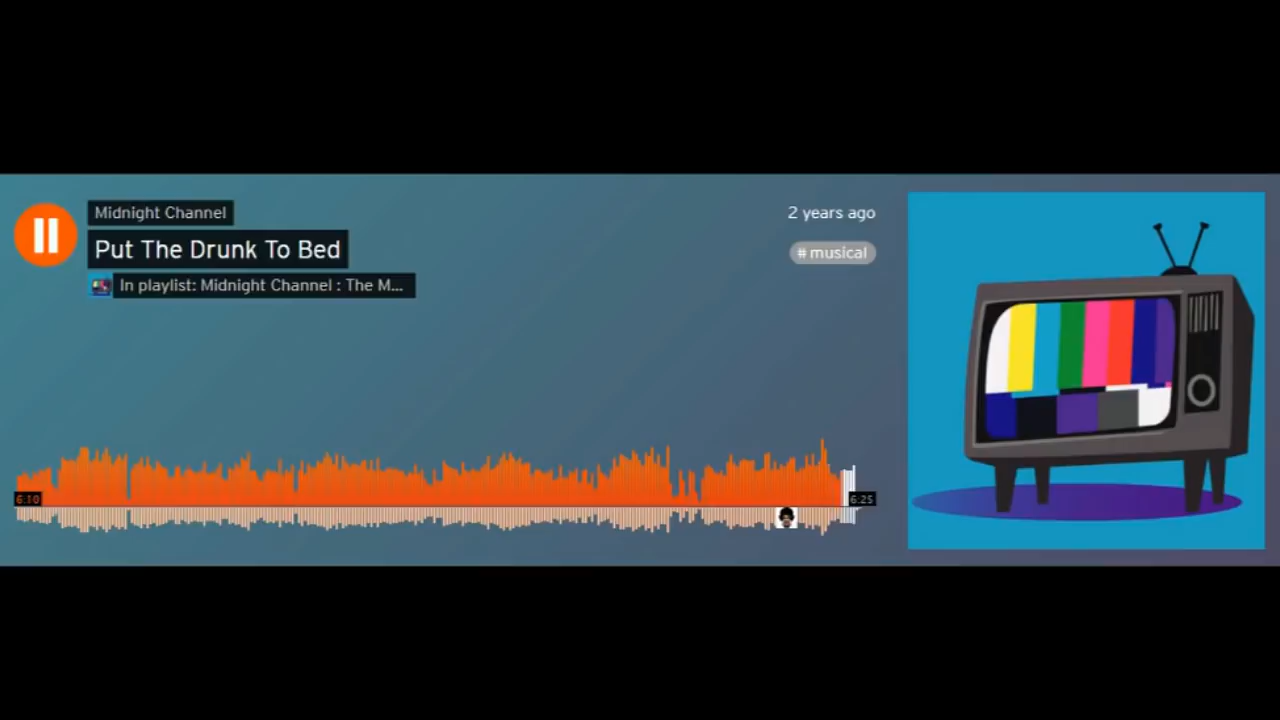 Midnight Channel
2 years ago
Put The Drunk To Bed
# musical
In playlist: Midnight Channel : The M...
6:10
6:25